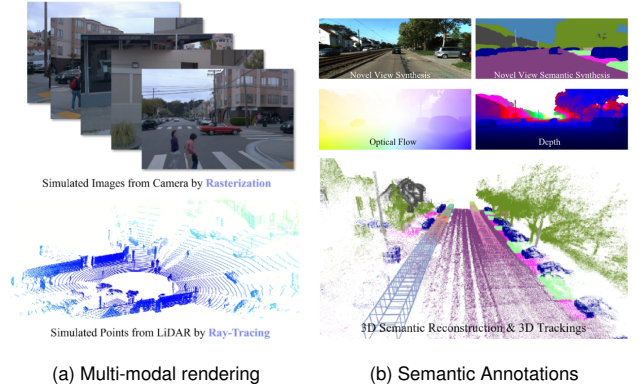 Simulated Images from Camera by Rasterization
Simulated Points from LiDAR by Ray-Tracing
(a) Multi-modal rendering
Novel View Synthesis
Novel View Semantic Synthesis
Optical Flow
Depth
3D Semantic Reconstruction & 3D Trackings
(b) Semantic Annotations